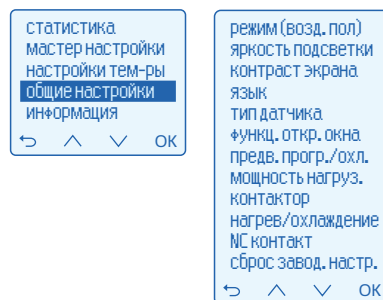 статистика
мастер настройки
настройки тем-ры
общие настройки
информация
OK
режим (возд. пол)
яркость подсветки
контраст экрана
язык
тип датчика
функц. откр. окна
предв. прогр./охл.
мощность нагруз.
контактор
нагрев/охлаждение
NC контакт
сброс завод. настр.
OK